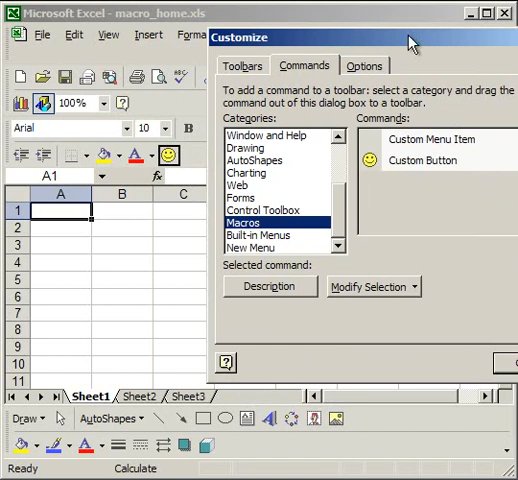 Microsoft Excel - macro_home.xls
File Edit View Insert Forma
Customize
Toolbars Commands Options
To add a command to a toolbar: select a category and drag the
command out of this dialog box to a toolbar.
Categories: Commands:
Window and Help
Drawing
AutoShapes
Charting
Web
Forms
Control Toolbox
Macros
Built-in Menus
New Menu
Custom Menu Item
Custom Button
Selected command:
Description Modify Selection
100%
Arial 10 B
A1 fx
A B C
1
2
3
4
5
6
7
8
9
10
11
Sheet1 Sheet2 Sheet3
Draw AutoShapes
Ready Calculate